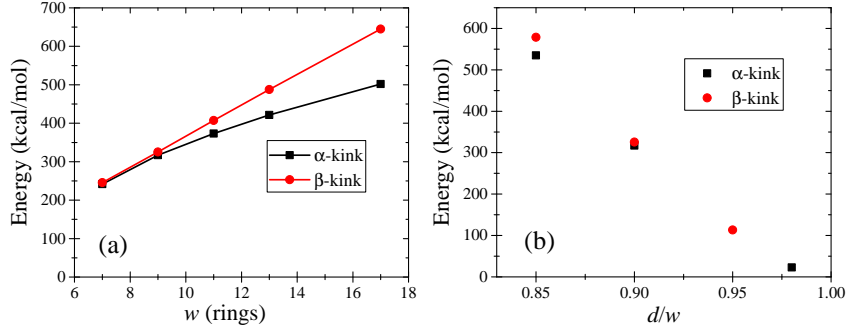 700
600
500
400
300
200
100
0
Energy (kcal/mol)
α-kink
β-kink
(a)
6 8 10 12 14 16 18
w (rings)
600
500
400
300
200
100
0
Energy (kcal/mol)
α-kink
β-kink
(b)
0.85 0.90 0.95 1.00
d/w